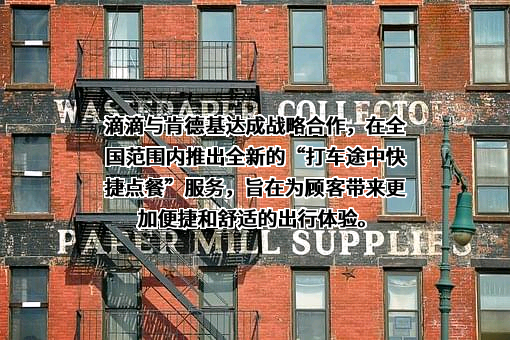 WASTEPAPER COLLECTO
滴滴与肯德基达成战略合作，在全
国范围内推出全新的“打车途中快
捷点餐”服务，旨在为顾客带来更
加便捷和舒适的出行体验。
PAPER MILL SUPPLIES